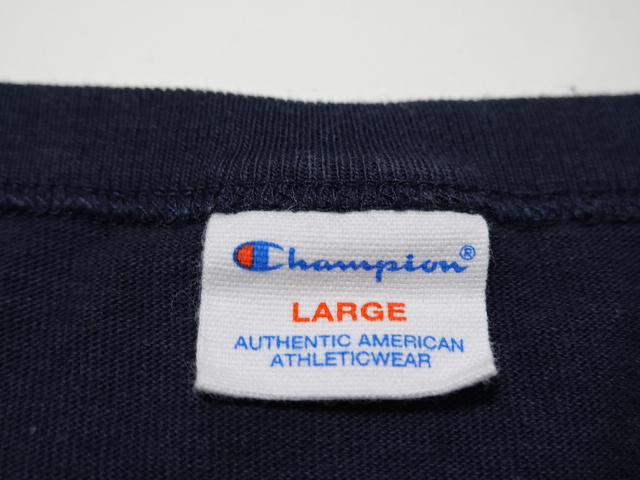 Champion®
LARGE
AUTHENTIC AMERICAN
ATHLETICWEAR